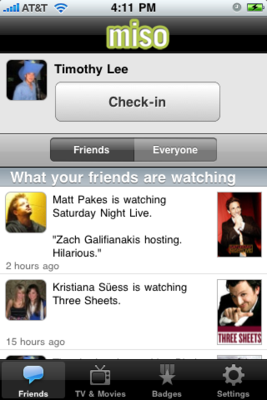 AT&T 4:11 PM
miso
Timothy Lee
Check-in
Friends Everyone
What your friends are watching
Matt Pakes is watching
Saturday Night Live.
"Zach Galifianakis hosting.
Hilarious."
2 hours ago
Kristiana Süess is watching
Three Sheets.
THREE SHEETS
15 hours ago
Friends TV & Movies Badges Settings